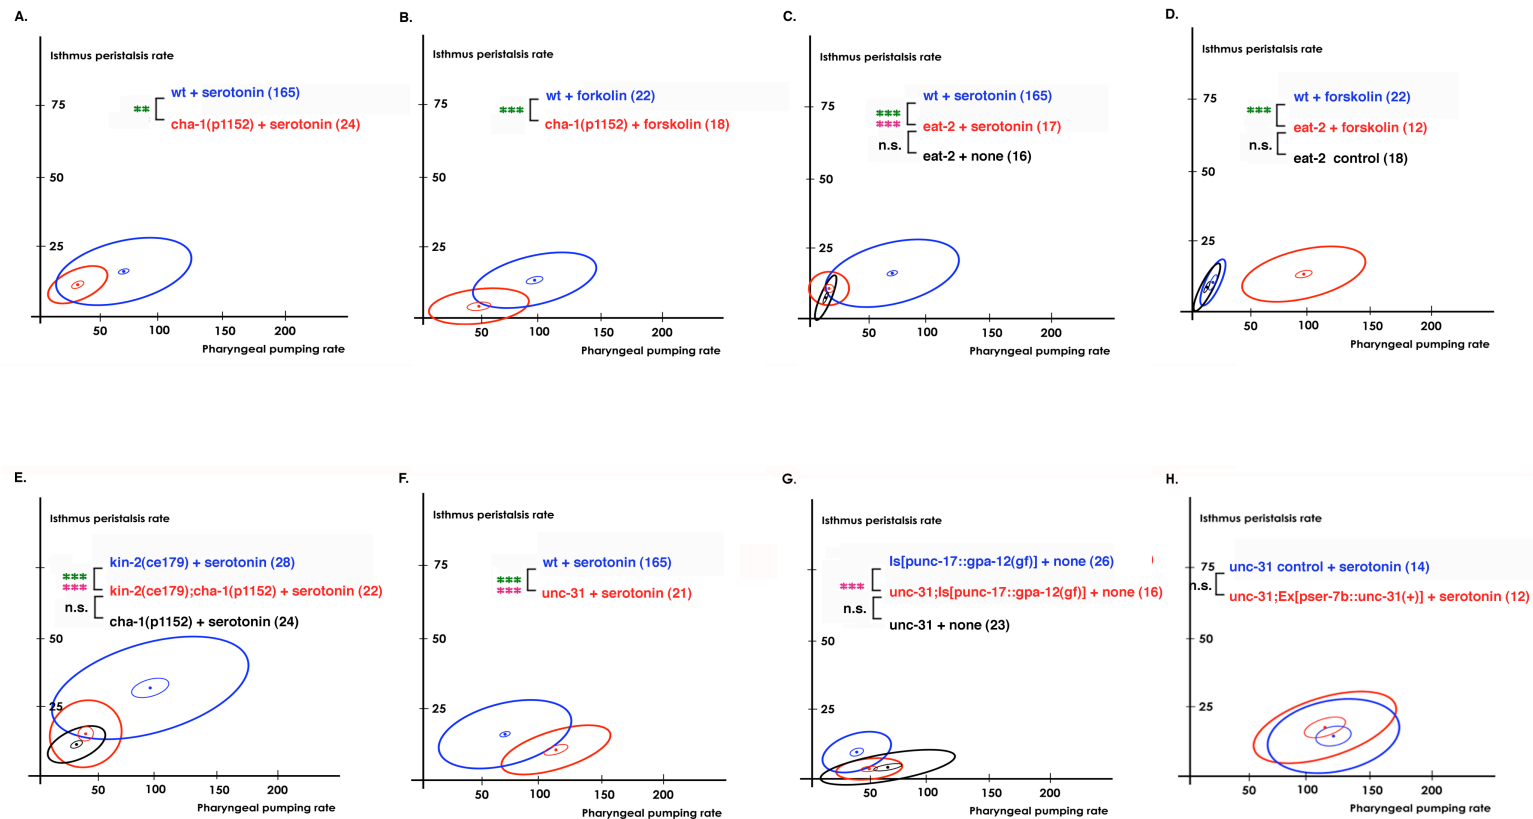 A.
Isthmus peristalsis rate
wt + serotonin (165)
**
cha-1(p1152) + serotonin (24)
75
50
25
50 100 150 200
Pharyngeal pumping rate
B.
Isthmus peristalsis rate
wt + forkolin (22)
***
cha-1(p1152) + forskolin (18)
75
50
25
50 100 150 200
Pharyngeal pumping rate
C.
Isthmus peristalsis rate
wt + serotonin (165)
***
***
eat-2 + serotonin (17)
n.s.
eat-2 + none (16)
75
50
25
50 100 150 200
Pharyngeal pumping rate
D.
Isthmus peristalsis rate
wt + forskolin (22)
***
eat-2 + forskolin (12)
n.s.
eat-2 control (18)
75
50
25
50 100 150 200
Pharyngeal pumping rate
E.
Isthmus peristalsis rate
kin-2(ce179) + serotonin (28)
***
***
kin-2(ce179);cha-1(p1152) + serotonin (22)
n.s.
cha-1(p1152) + serotonin (24)
50
25
50 100 150 200
Pharyngeal pumping rate
F.
Isthmus peristalsis rate
wt + serotonin (165)
***
***
unc-31 + serotonin (21)
75
50
25
50 100 150 200
Pharyngeal pumping rate
G.
Isthmus peristalsis rate
Is[punc-17::gpa-12(gf)] + none (26)
***
unc-31;Is[punc-17::gpa-12(gf)] + none (16)
n.s.
unc-31 + none (23)
50
25
50 100 150 200
Pharyngeal pumping rate
H.
Isthmus peristalsis rate
unc-31 control + serotonin (14)
n.s.
unc-31;Ex[pser-7b::unc-31(+)] + serotonin (12)
75
50
25
50 100 150 200
Pharyngeal pumping rate